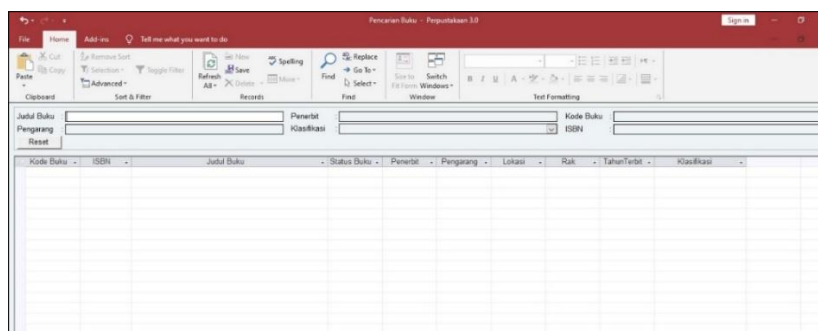 Pencarian Buku - Perpustakaan 3.0
Sign in
File Home Add-ins Tell me what you want to do
Paste
Cut
Copy
Clipboard
Remove Sort
Selection
Advanced
Toggle Filter
Sort & Filter
Refresh All
New
Save
Delete
Spelling
More
Records
Find
Replace
Go To
Select
Find
Size to Fit Form
Switch Windows
Window
B I U A
Text Formatting
Judul Buku : Penerbit : Kode Buku :
Pengarang : Klasifikasi : ISBN :
Reset
Kode Buku ISBN Judul Buku Status Buku Penerbit Pengarang Lokasi Rak TahunTerbit Klasifikasi